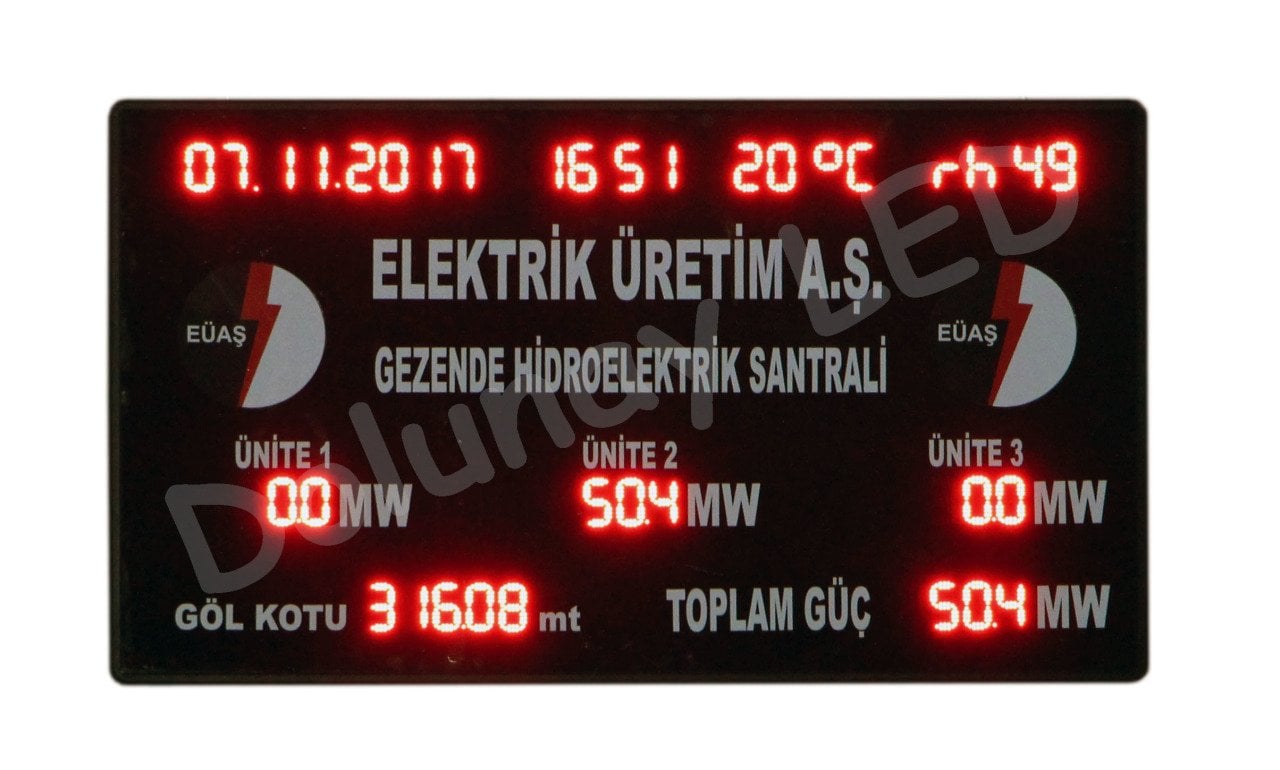 07.11.2017 16 51 20 °C rh 49
ELEKTRİK ÜRETİM A.Ş.
EÜAŞ EÜAŞ
GEZENDE HİDROELEKTRİK SANTRALİ
ÜNİTE 1 ÜNİTE 2 ÜNİTE 3
0.0 MW 50.4 MW 0.0 MW
GÖL KOTU 316.08 mt TOPLAM GÜÇ 50.4 MW
Dolunay LED